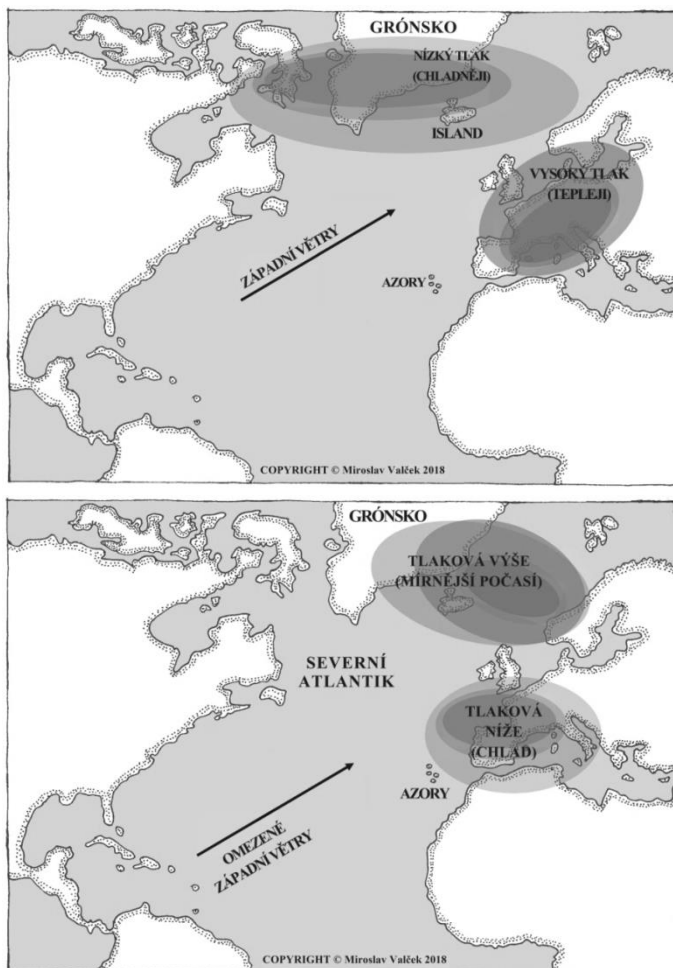 GRÓNSKO
NÍZKÝ TLAK
(CHLADNĚJI)
ISLAND
VYSOKÝ TLAK
(TEPLEJI)
ZÁPADNÍ VĚTRY
AZORY
COPYRIGHT © Miroslav Valček 2018
GRÓNSKO
TLAKOVÁ VÝŠE
(MÍRNĚJŠÍ POČASÍ)
SEVERNÍ
ATLANTIK
TLAKOVÁ
NÍŽE
(CHLAD)
AZORY
OMEZENÉ
ZÁPADNÍ VĚTRY
COPYRIGHT © Miroslav Valček 2018